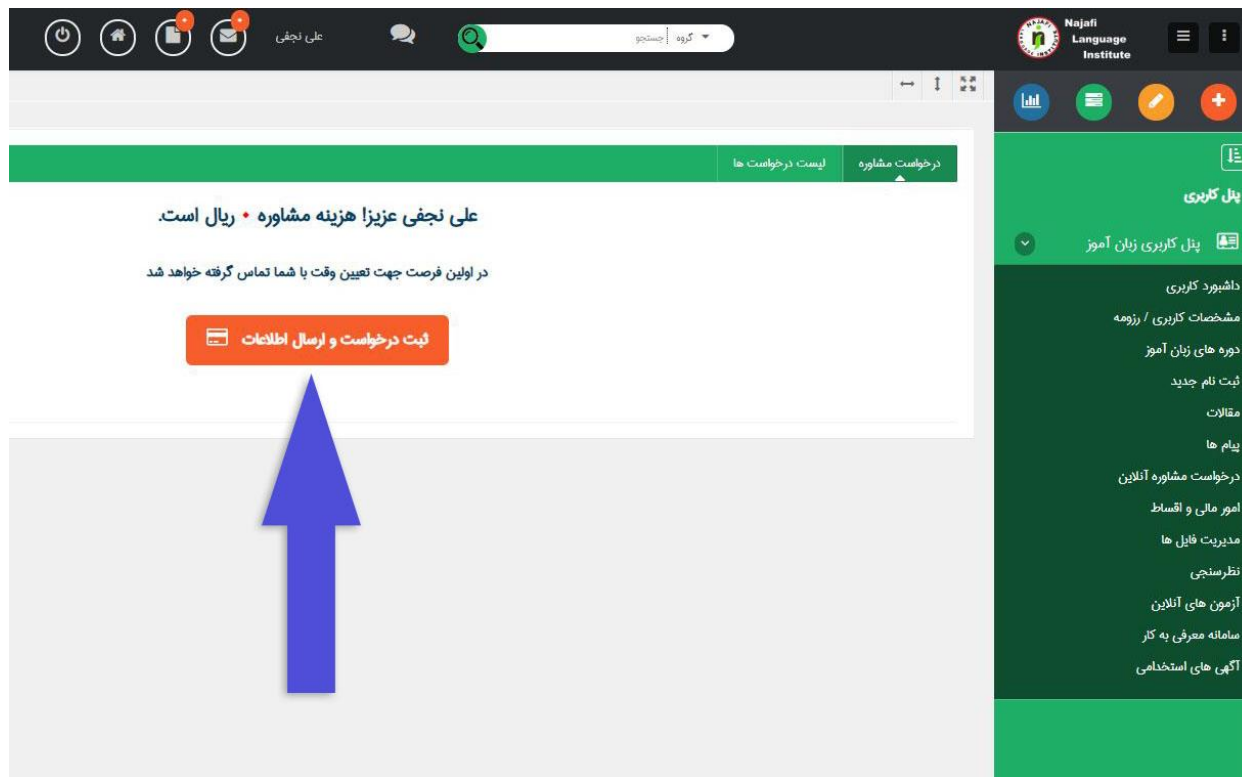 Najafi
Language
Institute
گروه جستجو
علی نجفی
۰
۰
NAJAFI
درخواست مشاوره
لیست درخواست ها
علی نجفی عزیز! هزینه مشاوره ۰ ریال است.
در اولین فرصت جهت تعیین وقت با شما تماس گرفته خواهد شد
ثبت درخواست و ارسال اطلاعات
پنل کاربری
پنل کاربری زبان آموز
داشبورد کاربری
مشخصات کاربری / رزومه
دوره های زبان آموز
ثبت نام جدید
مقالات
پیام ها
درخواست مشاوره آنلاین
امور مالی و اقساط
مدیریت فایل ها
نظرسنجی
آزمون های آنلاین
سامانه معرفی به کار
آگهی های استخدامی